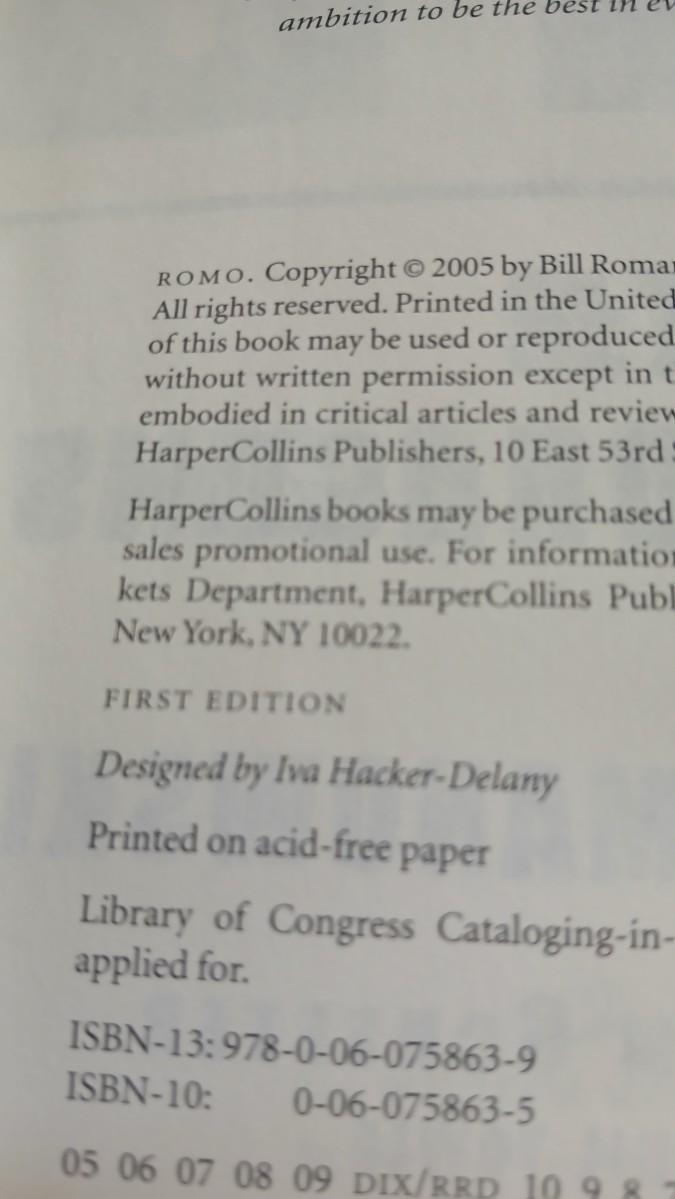 ambition to be the best in ev
ROMO. Copyright © 2005 by Bill Roma
All rights reserved. Printed in the United
of this book may be used or reproduced
without written permission except in t
embodied in critical articles and review
HarperCollins Publishers, 10 East 53rd
HarperCollins books may be purchased
sales promotional use. For informatio
kets Department, HarperCollins Publ
New York, NY 10022.
FIRST EDITION
Designed by Iva Hacker-Delany
Printed on acid-free paper
Library of Congress Cataloging-in-
applied for.
ISBN-13: 978-0-06-075863-9
ISBN-10: 0-06-075863-5
05 06 07 08 09 DIX/RRD 10 9 8